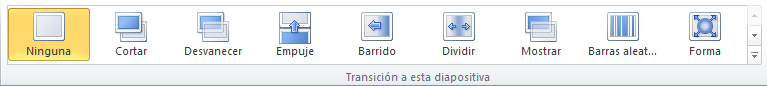 Ninguna Cortar Desvanecer Empuje Barrido Dividir Mostrar Barras aleat... Forma
Transición a esta diapositiva